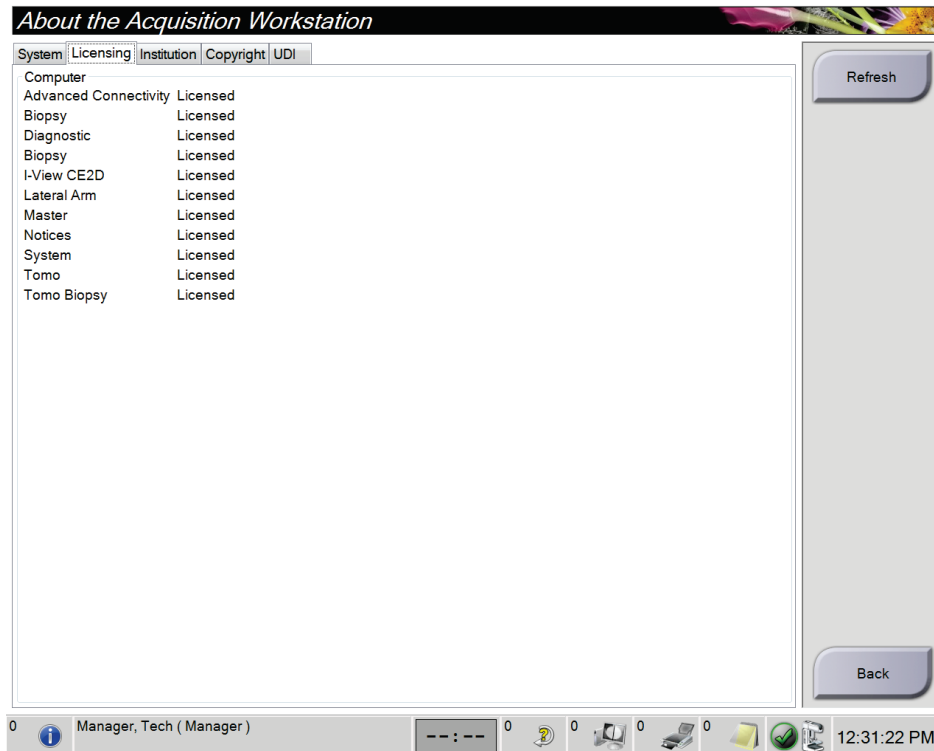 About the Acquisition Workstation
System Licensing Institution Copyright UDI
Computer
Advanced Connectivity Licensed
Biopsy Licensed
Diagnostic Licensed
Biopsy Licensed
I-View CE2D Licensed
Lateral Arm Licensed
Master Licensed
Notices Licensed
System Licensed
Tomo Licensed
Tomo Biopsy Licensed
Refresh
Back
0 Manager, Tech ( Manager ) --:-- 0 0 0 0 12:31:22 PM